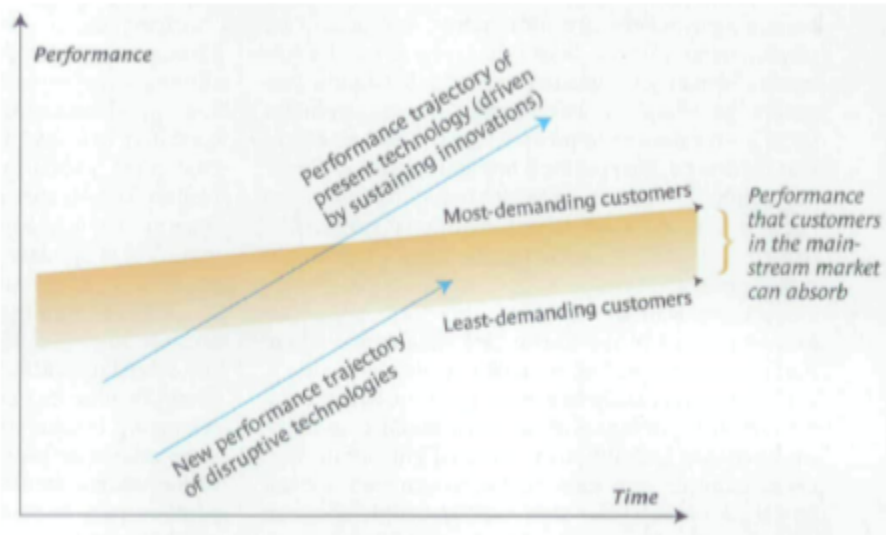 Performance
Performance trajectory of
present technology (driven
by sustaining innovations)
Most-demanding customers
Performance
that customers
in the main-
stream market
can absorb
Least-demanding customers
New performance trajectory
of disruptive technologies
Time